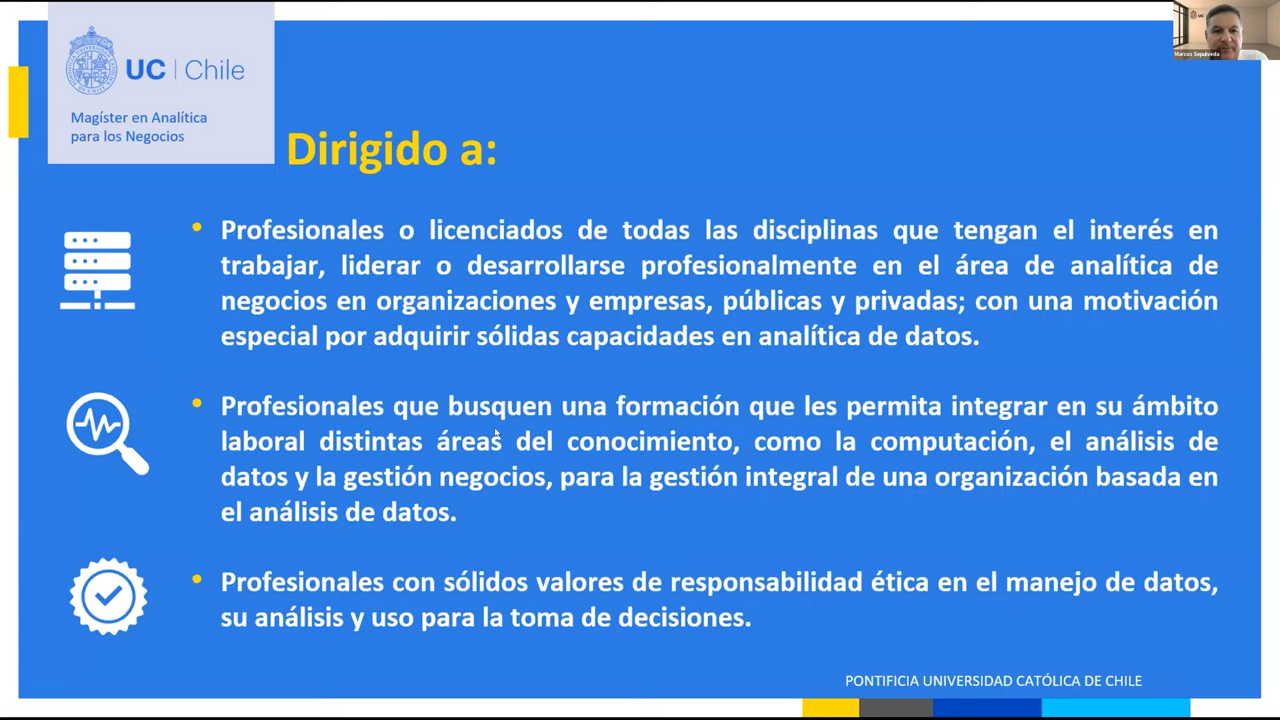 UC | Chile
Magíster en Analítica
para los Negocios
Marcos Sepulveda
Dirigido a:
• Profesionales o licenciados de todas las disciplinas que tengan el interés en
trabajar, liderar o desarrollarse profesionalmente en el área de analítica de
negocios en organizaciones y empresas, públicas y privadas; con una motivación
especial por adquirir sólidas capacidades en analítica de datos.
• Profesionales que busquen una formación que les permita integrar en su ámbito
laboral distintas áreas del conocimiento, como la computación, el análisis de
datos y la gestión negocios, para la gestión integral de una organización basada en
el análisis de datos.
• Profesionales con sólidos valores de responsabilidad ética en el manejo de datos,
su análisis y uso para la toma de decisiones.
PONTIFICIA UNIVERSIDAD CATÓLICA DE CHILE